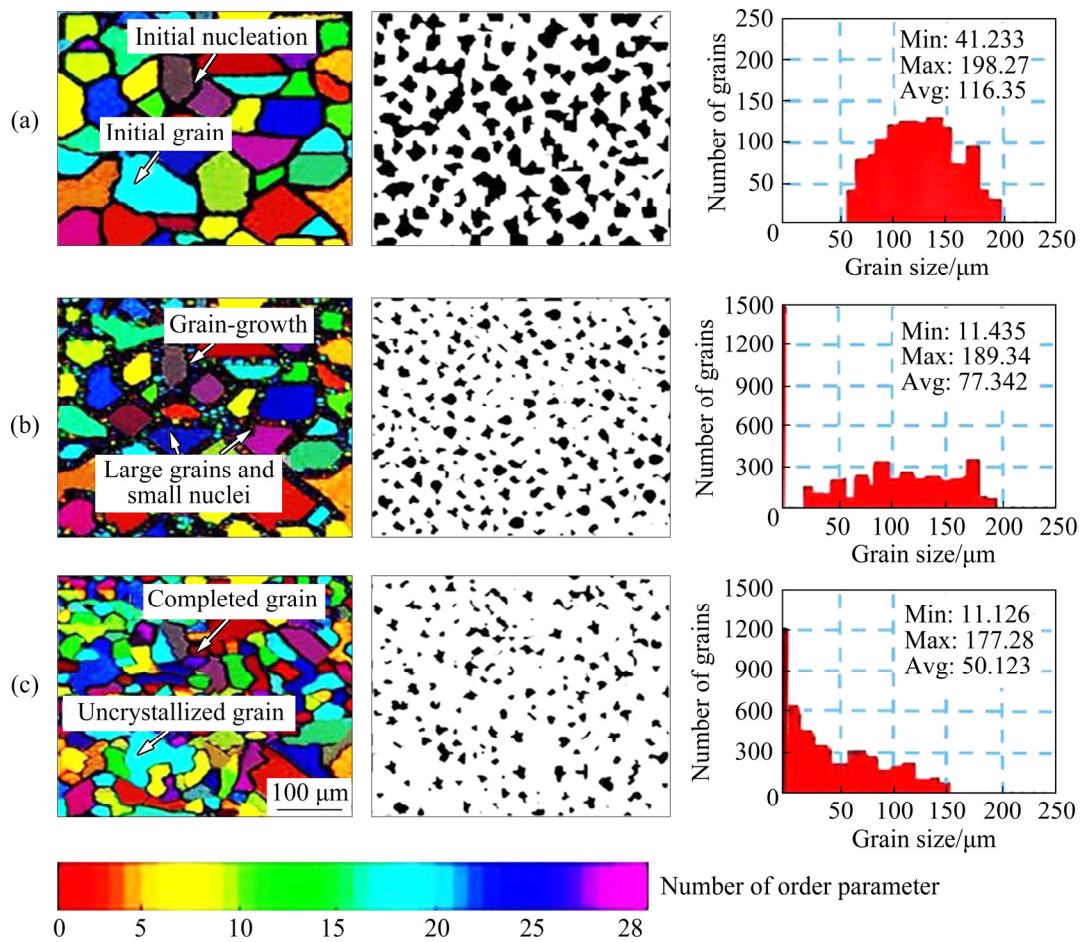 (a)
Initial nucleation
Initial grain
Number of grains
250
200
150
100
50
Min: 41.233
Max: 198.27
Avg: 116.35
0 50 100 150 200 250
Grain size/μm
(b)
Grain-growth
Large grains and
small nuclei
Number of grains
1500
1200
900
600
300
0
Min: 11.435
Max: 189.34
Avg: 77.342
50 100 150 200 250
Grain size/μm
(c)
Completed grain
Uncrystallized grain
100 μm
Number of grains
1500
1200
900
600
300
0
Min: 11.126
Max: 177.28
Avg: 50.123
50 100 150 200 250
Grain size/μm
Number of order parameter
0 5 10 15 20 25 28